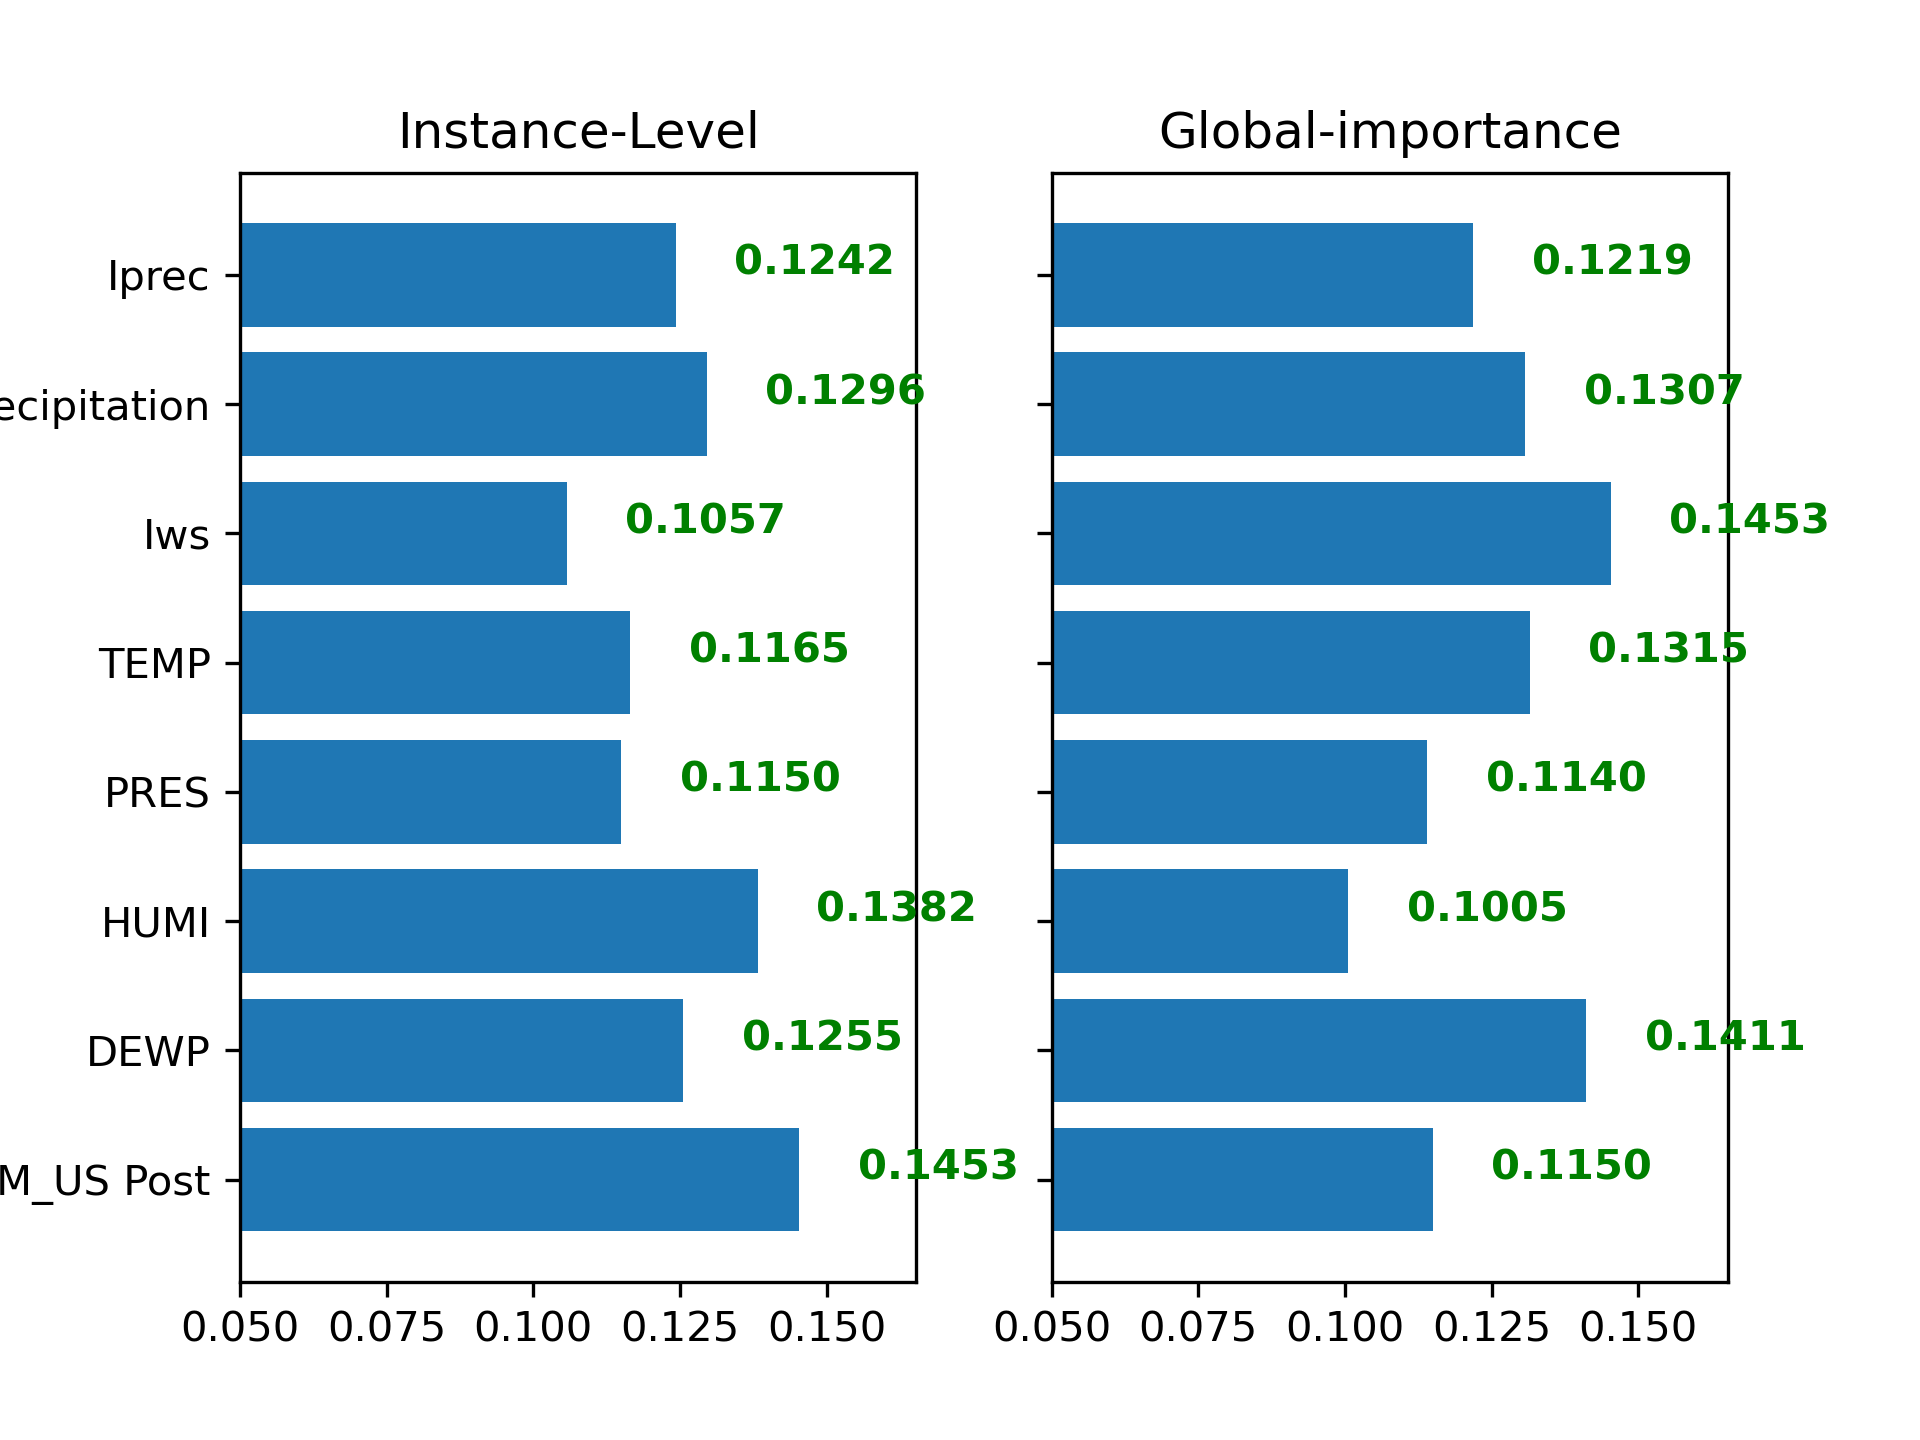 Instance-Level
Iprec 0.1242
ecipitation 0.1296
Iws 0.1057
TEMP 0.1165
PRES 0.1150
HUMI 0.1382
DEWP 0.1255
M_US Post 0.1453
0.050 0.075 0.100 0.125 0.150
Global-importance
0.1219
0.1307
0.1453
0.1315
0.1140
0.1005
0.1411
0.1150
0.050 0.075 0.100 0.125 0.150